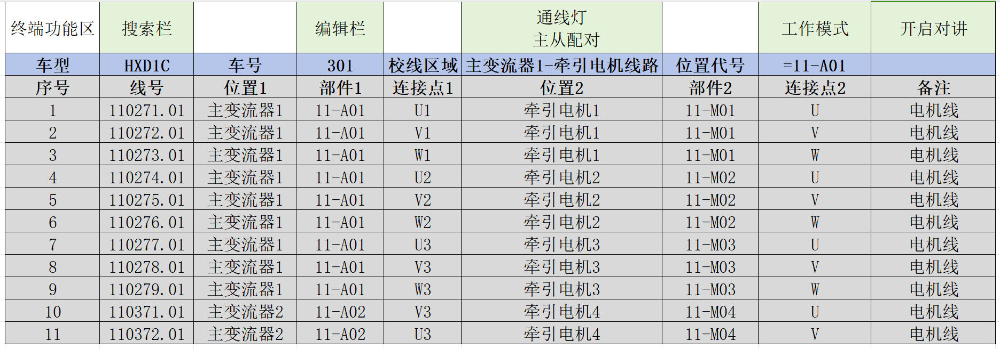 终端功能区 搜索栏 编辑栏 通线灯 主从配对 工作模式 开启对讲
车型 HXD1C 车号 301 校线区域 主变流器1-牵引电机线路 位置代号 =11-A01
序号 线号 位置1 部件1 连接点1 位置2 部件2 连接点2 备注
1 110271.01 主变流器1 11-A01 U1 牵引电机1 11-M01 U 电机线
2 110272.01 主变流器1 11-A01 V1 牵引电机1 11-M01 V 电机线
3 110273.01 主变流器1 11-A01 W1 牵引电机1 11-M01 W 电机线
4 110274.01 主变流器1 11-A01 U2 牵引电机2 11-M02 U 电机线
5 110275.01 主变流器1 11-A01 V2 牵引电机2 11-M02 V 电机线
6 110276.01 主变流器1 11-A01 W2 牵引电机2 11-M02 W 电机线
7 110277.01 主变流器1 11-A01 U3 牵引电机3 11-M03 U 电机线
8 110278.01 主变流器1 11-A01 V3 牵引电机3 11-M03 V 电机线
9 110279.01 主变流器1 11-A01 W3 牵引电机3 11-M03 W 电机线
10 110371.01 主变流器2 11-A02 V3 牵引电机4 11-M04 U 电机线
11 110372.01 主变流器2 11-A02 U3 牵引电机4 11-M04 V 电机线